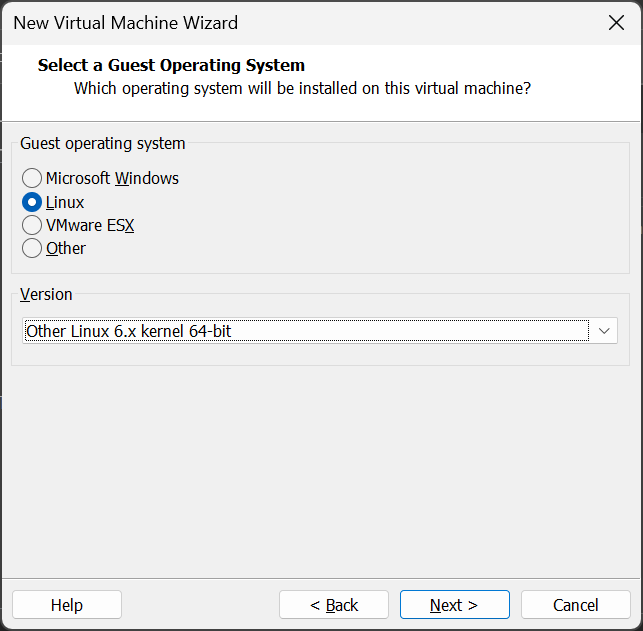 New Virtual Machine Wizard
Select a Guest Operating System
Which operating system will be installed on this virtual machine?
Guest operating system
Microsoft Windows
Linux
VMware ESX
Other
Version
Other Linux 6.x kernel 64-bit
Help
< Back
Next >
Cancel